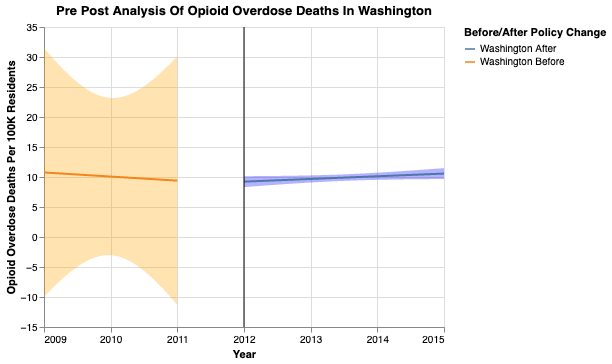 Pre Post Analysis Of Opioid Overdose Deaths In Washington
Before/After Policy Change
Washington After
Washington Before
Opioid Overdose Deaths Per 100K Residents
35
30
25
20
15
10
5
0
−5
−10
−15
2009 2010 2011 2012 2013 2014 2015
Year